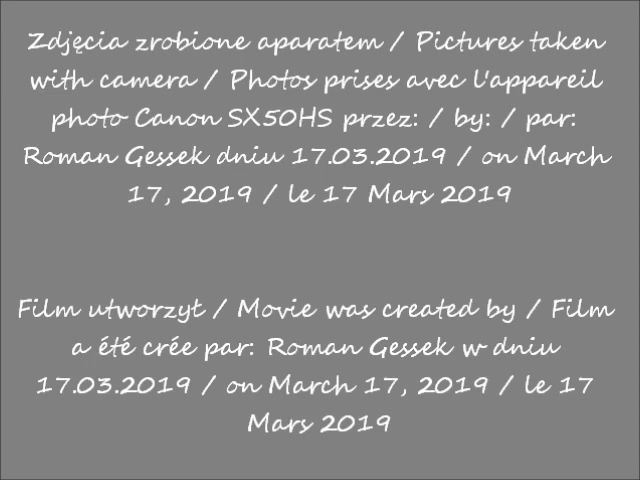 Zdjęcia zrobione aparatem / Pictures taken
with camera / Photos prises avec l'appareil
photo Canon SX50HS przez: / by: / par:
Roman Gessek dniu 17.03.2019 / on March
17, 2019 / le 17 Mars 2019
Film utworzył / Movie was created by / Film
a été crée par: Roman Gessek w dniu
17.03.2019 / on March 17, 2019 / le 17
Mars 2019